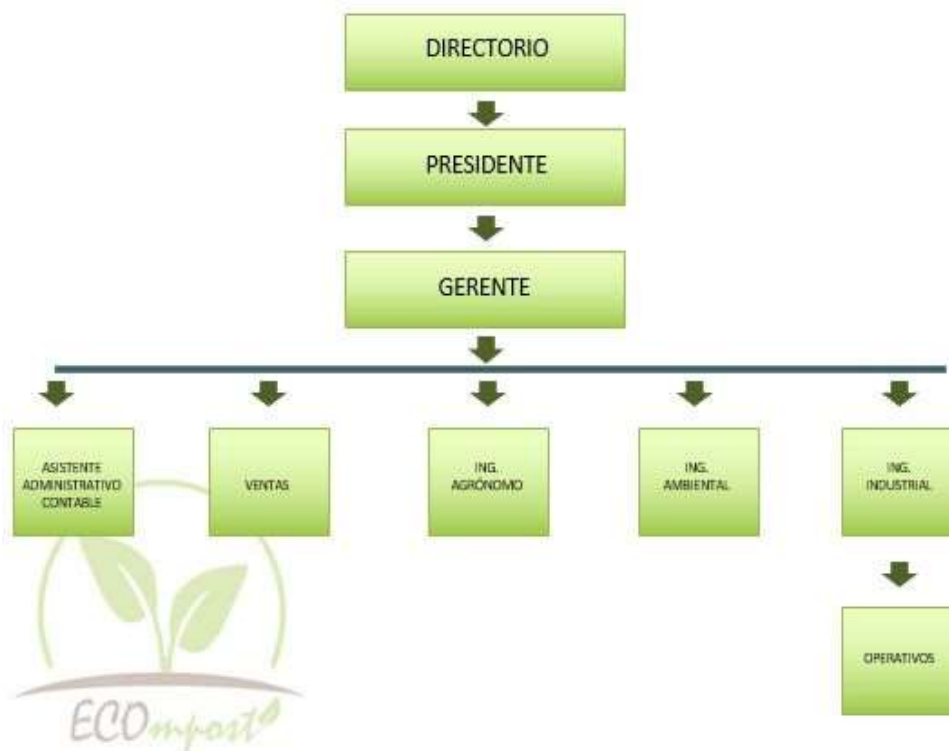 DIRECTORIO
PRESIDENTE
GERENTE
ASISTENTE
ADMINISTRATIVO
CONTABLE
VENTAS
ING.
AGRÓNOMO
ING.
AMBIENTAL
ING.
INDUSTRIAL
OPERATIVOS
ECOmpost